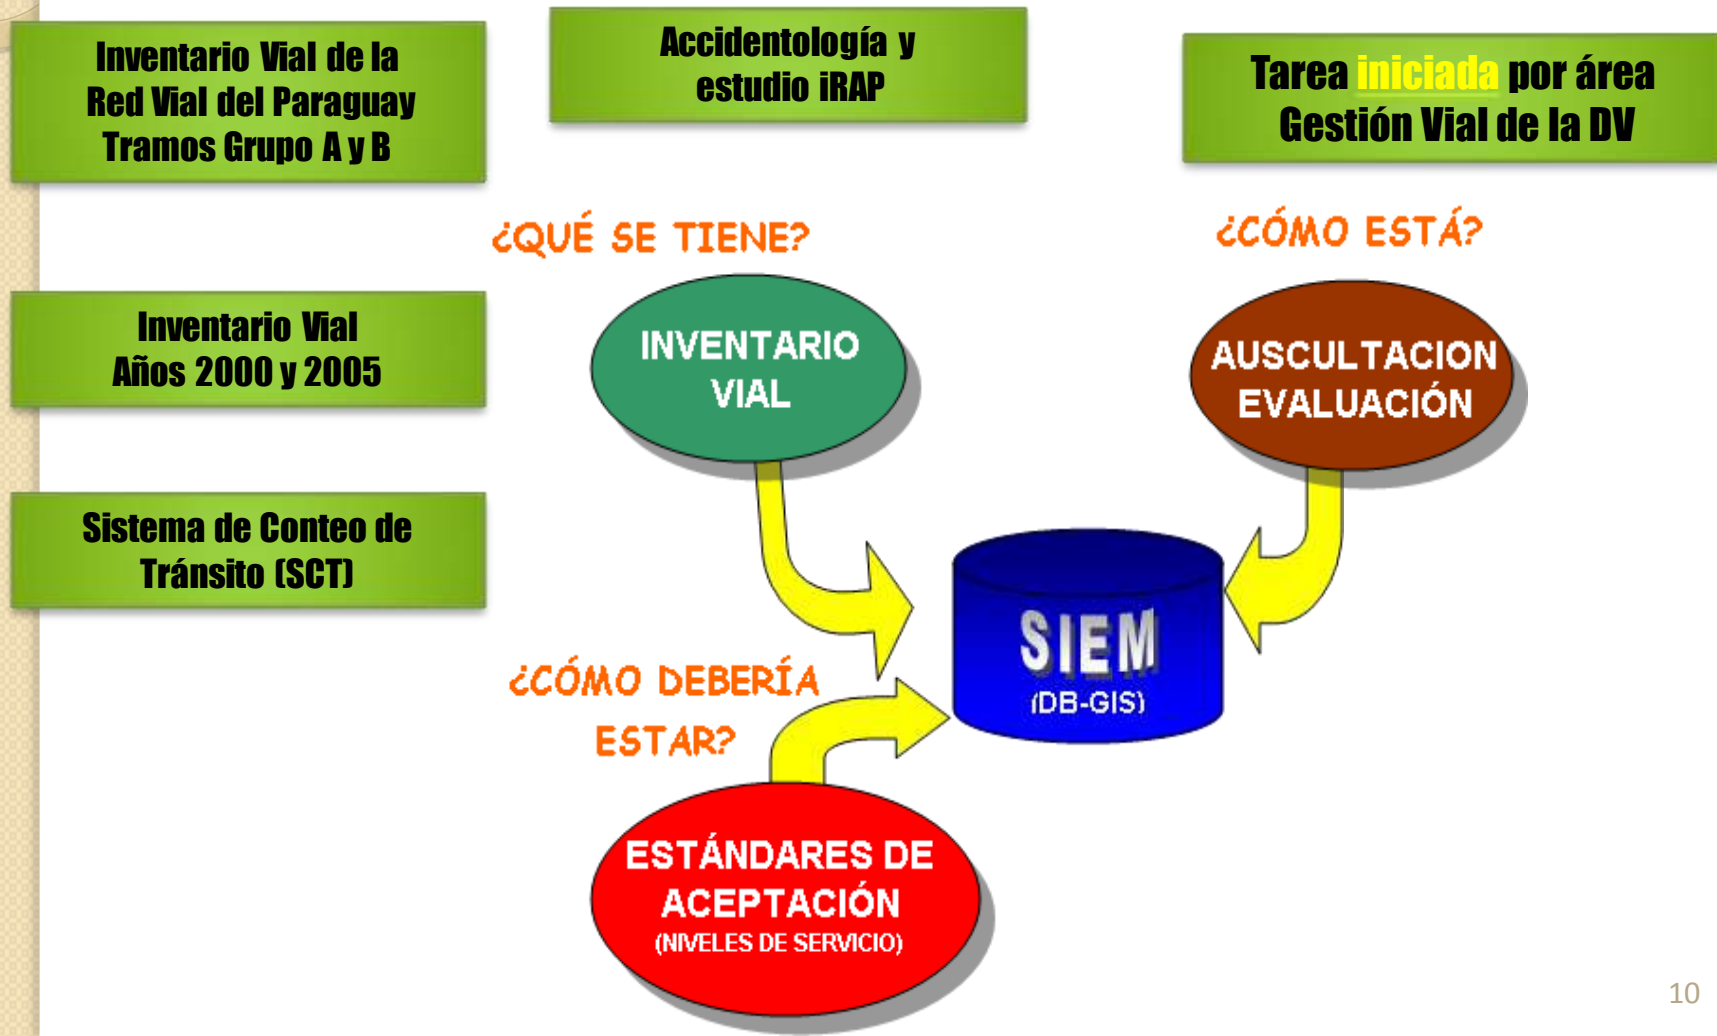 Inventario Vial de la
Red Vial del Paraguay
Tramos Grupo A y B
Accidentología y
estudio iRAP
Tarea iniciada por área
Gestión Vial de la DV
¿QUÉ SE TIENE?
¿CÓMO ESTÁ?
Inventario Vial
Años 2000 y 2005
INVENTARIO
VIAL
AUSCULTACION
EVALUACIÓN
Sistema de Conteo de
Tránsito (SCT)
SIEM
(DB-GIS)
¿CÓMO DEBERÍA
ESTAR?
ESTÁNDARES DE
ACEPTACIÓN
(NIVELES DE SERVICIO)
10